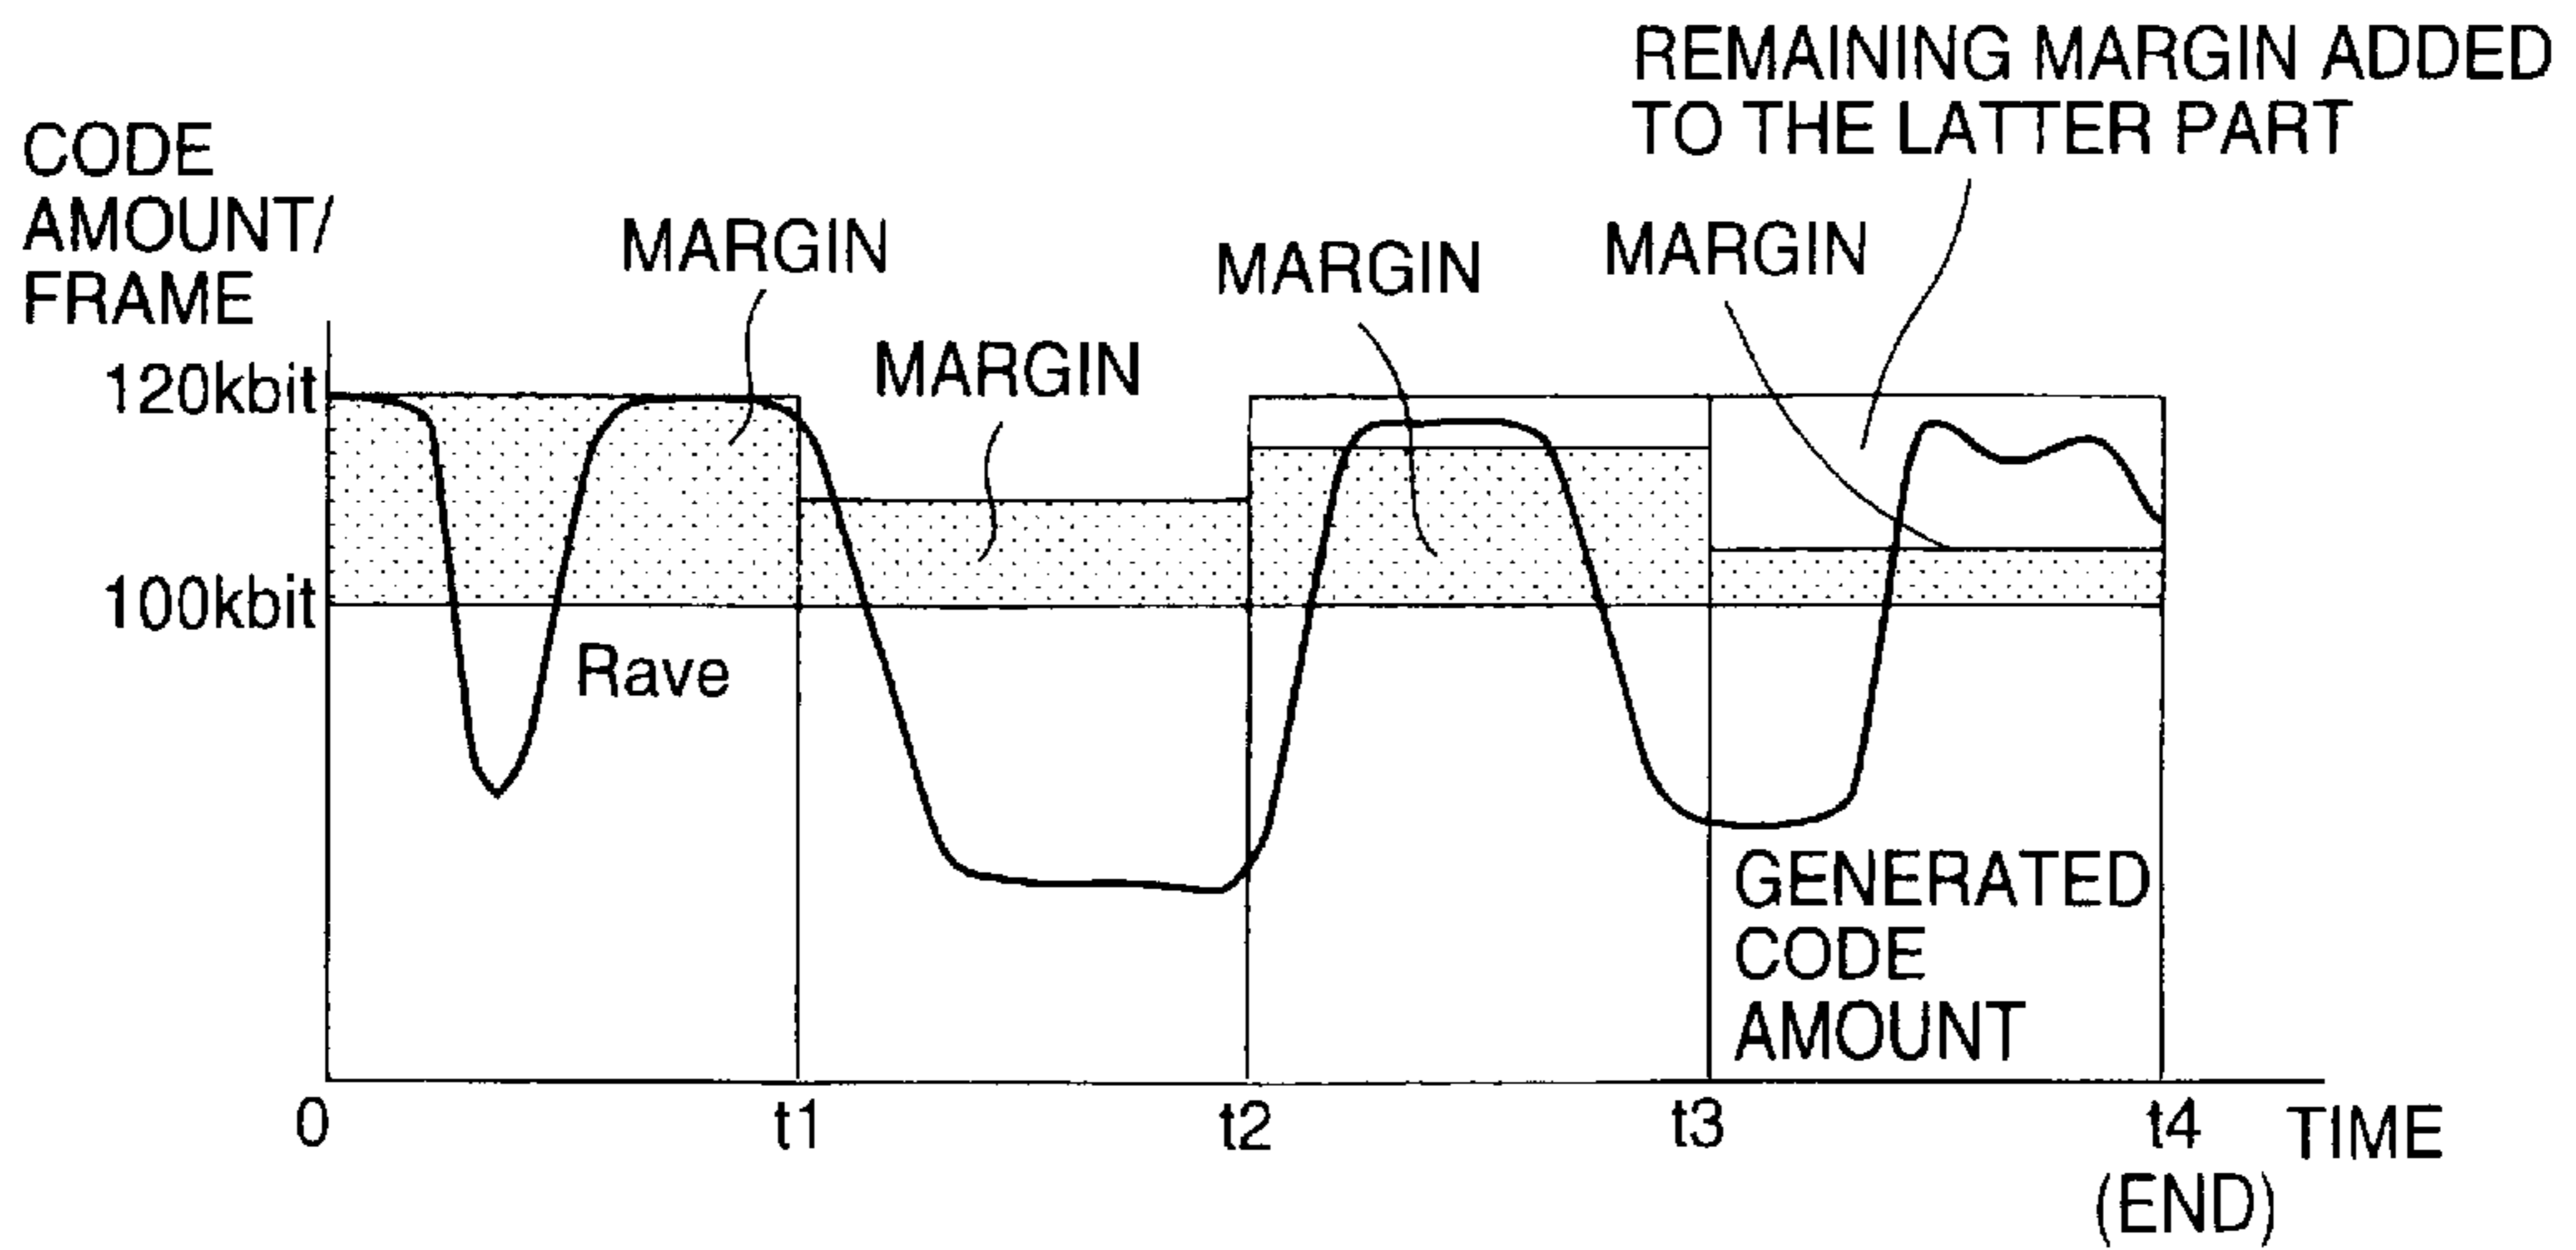 REMAINING MARGIN ADDED
TO THE LATTER PART
CODE
AMOUNT/
FRAME
MARGIN
MARGIN
MARGIN
MARGIN
120kbit
100kbit
Rave
GENERATED
CODE
AMOUNT
0 t1 t2 t3 t4 TIME
(END)